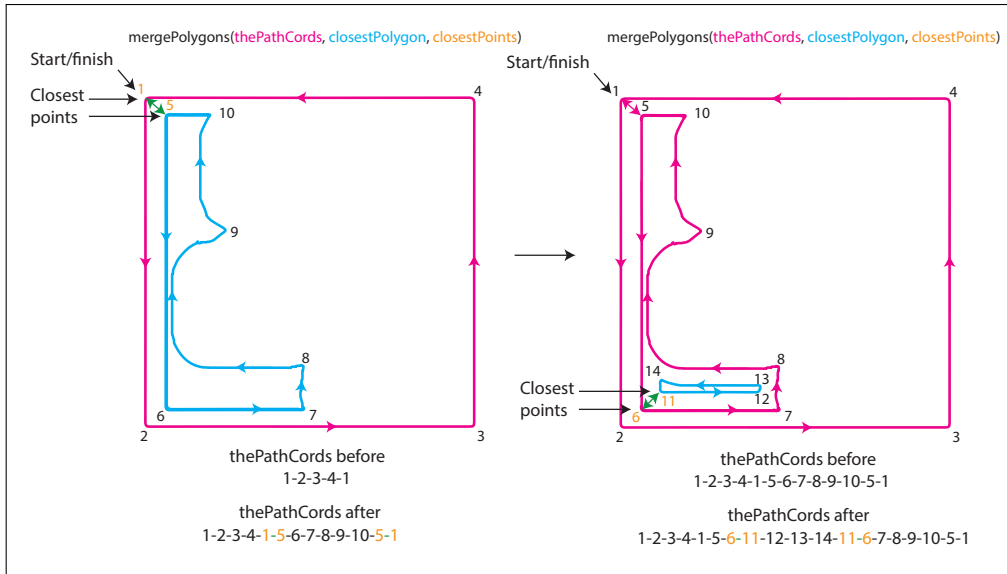 mergePolygons(thePathCords, closestPolygon, closestPoints)
Start/finish
1
4
Closest
points
5
10
9
8
6
7
2
3
thePathCords before
1-2-3-4-1
thePathCords after
1-2-3-4-1-5-6-7-8-9-10-5-1
mergePolygons(thePathCords, closestPolygon, closestPoints)
Start/finish
1
4
5
10
9
8
14
13
Closest
points
11
12
6
7
2
3
thePathCords before
1-2-3-4-1-5-6-7-8-9-10-5-1
thePathCords after
1-2-3-4-1-5-6-11-12-13-14-11-6-7-8-9-10-5-1